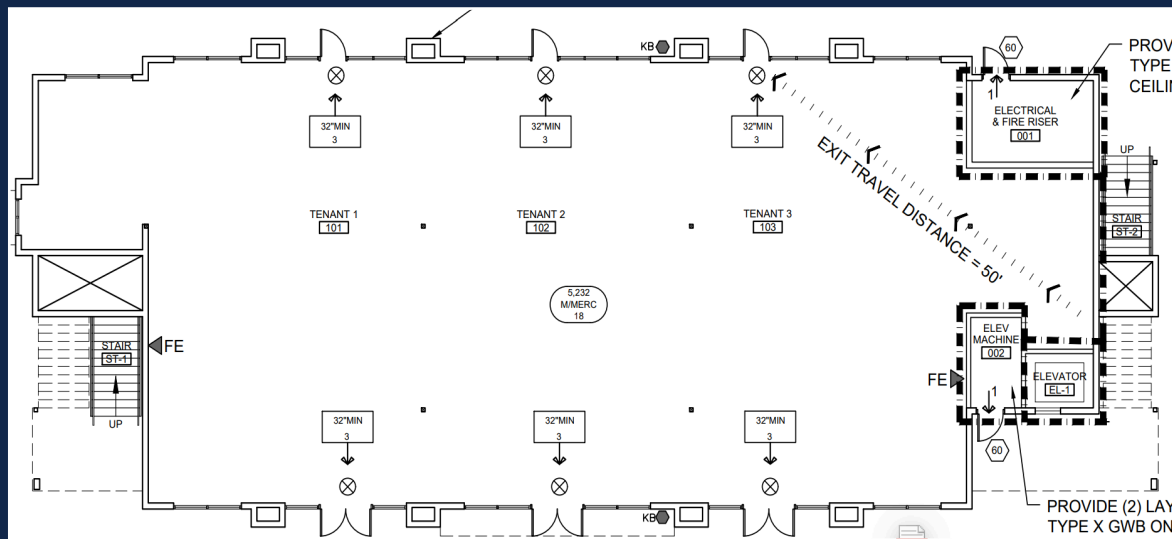 KB
60
PROV
TYPE
CEILIN
1
ELECTRICAL
& FIRE RISER
001
32"MIN
3
32"MIN
3
32"MIN
3
EXIT TRAVEL DISTANCE = 50'
UP
STAIR
ST-2
TENANT 1
101
TENANT 2
102
TENANT 3
103
5,232
M/MERC
18
STAIR
ST-1
UP
FE
ELEV
MACHINE
002
FE
1
ELEVATOR
EL-1
32"MIN
3
32"MIN
3
32"MIN
3
60
KB
PROVIDE (2) LAY
TYPE X GWB ON